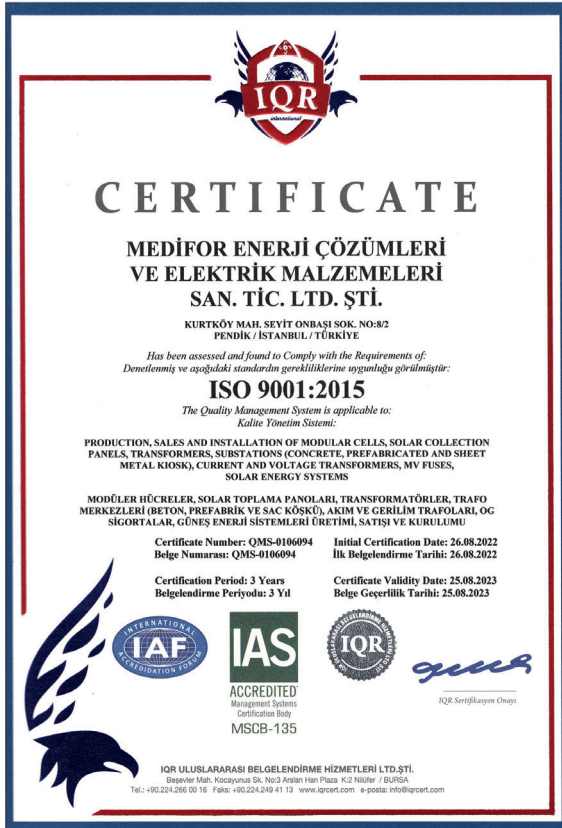 IQR
international
CERTIFICATE
MEDİFOR ENERJİ ÇÖZÜMLERİ
VE ELEKTRİK MALZEMELERİ
SAN. TİC. LTD. ŞTİ.
KURTKÖY MAH. SEYİT ONBAŞI SOK. NO:8/2
PENDİK / İSTANBUL / TÜRKİYE
Has been assessed and found to Comply with the Requirements of:
Denetlenmiş ve aşağıdaki standardın gerekliliklerine uygunluğu görülmüştür:
ISO 9001:2015
The Quality Management System is applicable to:
Kalite Yönetim Sistemi:
PRODUCTION, SALES AND INSTALLATION OF MODULAR CELLS, SOLAR COLLECTION
PANELS, TRANSFORMERS, SUBSTATIONS (CONCRETE, PREFABRICATED AND SHEET
METAL KIOSK), CURRENT AND VOLTAGE TRANSFORMERS, MV FUSES,
SOLAR ENERGY SYSTEMS
MODÜLER HÜCRELER, SOLAR TOPLAMA PANOLARI, TRANSFORMATÖRLER, TRAFO
MERKEZLERİ (BETON, PREFABRİK VE SAC KÖŞKÜ), AKIM VE GERİLİM TRAFOLARI, OG
SİGORTALAR, GÜNEŞ ENERJİ SİSTEMLERİ ÜRETİMİ, SATIŞI VE KURULUMU
Certificate Number: QMS-0106094 Initial Certification Date: 26.08.2022
Belge Numarası: QMS-0106094 İlk Belgelendirme Tarihi: 26.08.2022
Certification Period: 3 Years Certificate Validity Date: 25.08.2023
Belgelendirme Periyodu: 3 Yıl Belge Geçerlilik Tarihi: 25.08.2023
INTERNATIONAL
IAF
ACCREDIDATION FORUM
IAS
ACCREDITED
Management Systems
Certification Body
MSCB-135
IQR
IQR Sertifikasyon Onayı
IQR ULUSLARARASI BELGELENDİRME HİZMETLERİ LTD.ŞTİ.
Beşevler Mah. Kocayunus Sk. No:3 Arslan Han Plaza K:2 Nilüfer / BURSA
Tel.: +90.224.266 00 16 Faks: +90.224.249 41 13 www.iqrcert.com e-posta: info@iqrcert.com